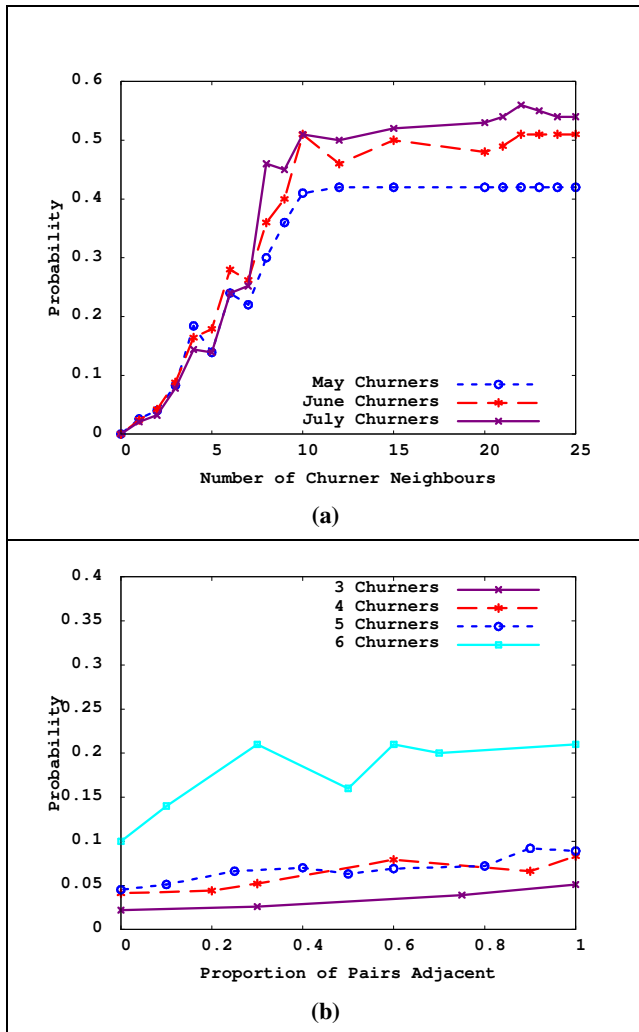 0.6
0.5
0.4
0.3
0.2
0.1
0
Probability
May Churners
June Churners
July Churners
0 5 10 15 20 25
Number of Churner Neighbours
(a)
0.4
0.35
0.3
0.25
0.2
0.15
0.1
0.05
0
Probability
3 Churners
4 Churners
5 Churners
6 Churners
0 0.2 0.4 0.6 0.8 1
Proportion of Pairs Adjacent
(b)